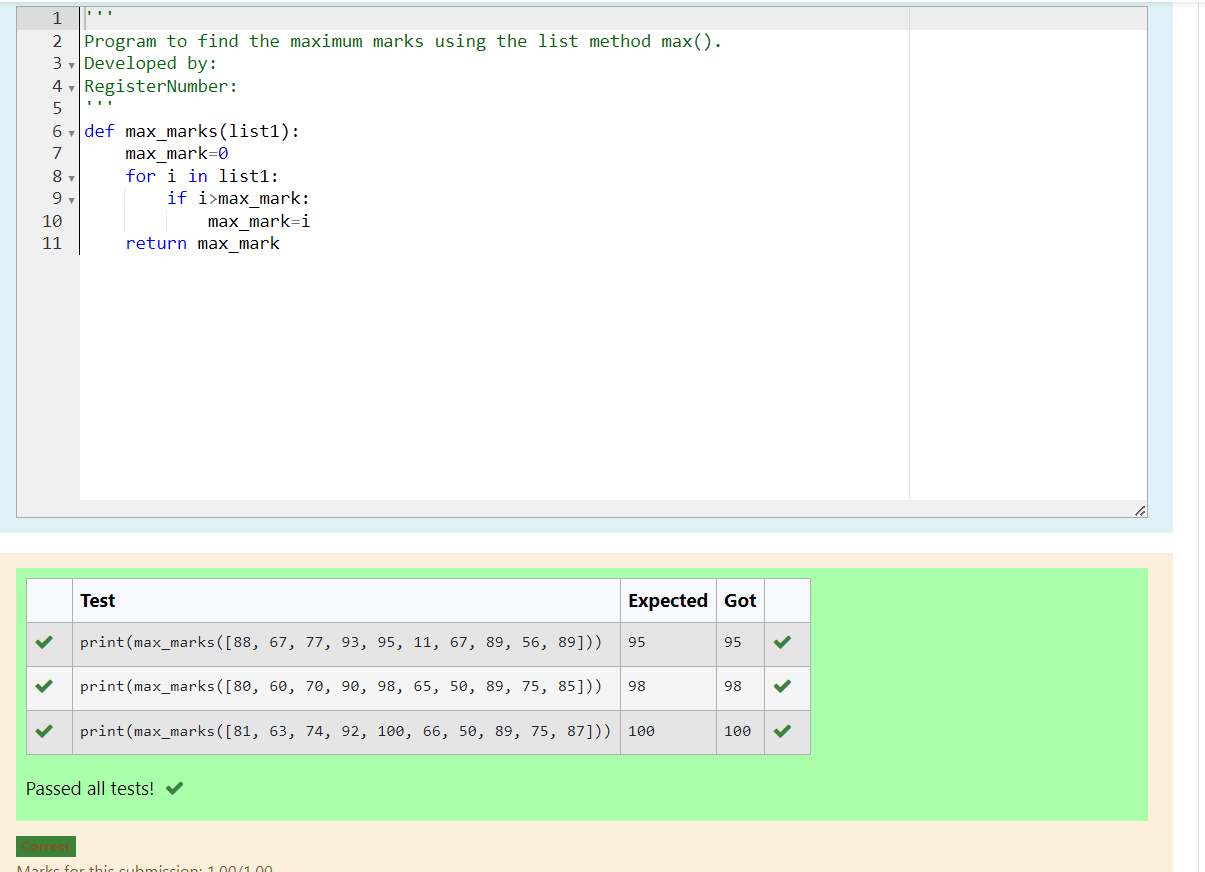 1 '''
2 Program to find the maximum marks using the list method max().
3 Developed by:
4 RegisterNumber:
5 '''
6 def max_marks(list1):
7     max_mark=0
8     for i in list1:
9         if i>max_mark:
10             max_mark=i
11     return max_mark
Test Expected Got
print(max_marks([88, 67, 77, 93, 95, 11, 67, 89, 56, 89])) 95 95
print(max_marks([80, 60, 70, 90, 98, 65, 50, 89, 75, 85])) 98 98
print(max_marks([81, 63, 74, 92, 100, 66, 50, 89, 75, 87])) 100 100
Passed all tests!
Correct
Marks for this submission: 1.00/1.00